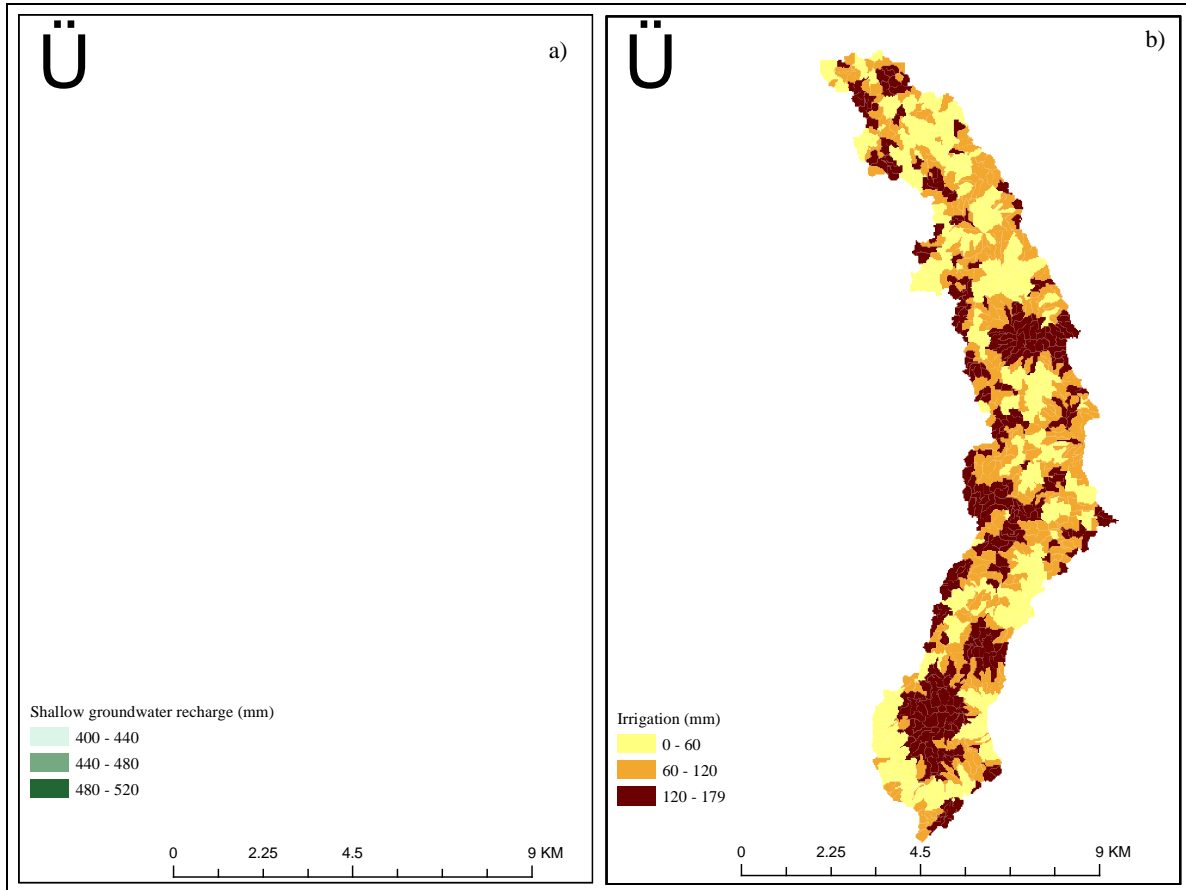 Ü
a)
Shallow groundwater recharge (mm)
400 - 440
440 - 480
480 - 520
0 2.25 4.5 9 KM
Ü
b)
Irrigation (mm)
0 - 60
60 - 120
120 - 179
0 2.25 4.5 9 KM